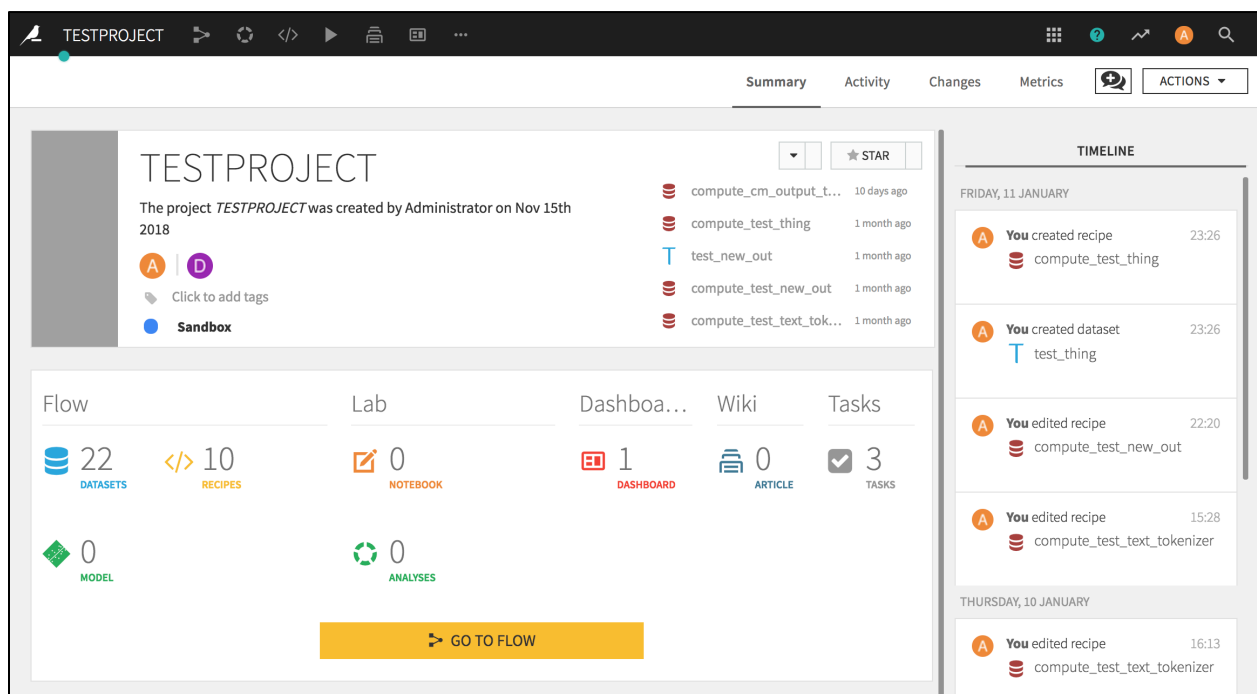 TESTPROJECT
Summary Activity Changes Metrics ACTIONS
TESTPROJECT
The project TESTPROJECT was created by Administrator on Nov 15th
2018
A D
Click to add tags
Sandbox
STAR
compute_cm_output_t... 10 days ago
compute_test_thing 1 month ago
test_new_out 1 month ago
compute_test_new_out 1 month ago
compute_test_text_tok... 1 month ago
Flow Lab Dashboa... Wiki Tasks
22 10 0 1 0 3
DATASETS RECIPES NOTEBOOK DASHBOARD ARTICLE TASKS
0 0
MODEL ANALYSES
GO TO FLOW
TIMELINE
FRIDAY, 11 JANUARY
A You created recipe 23:26
compute_test_thing
A You created dataset 23:26
test_thing
A You edited recipe 22:20
compute_test_new_out
A You edited recipe 15:28
compute_test_text_tokenizer
THURSDAY, 10 JANUARY
A You edited recipe 16:13
compute_test_text_tokenizer